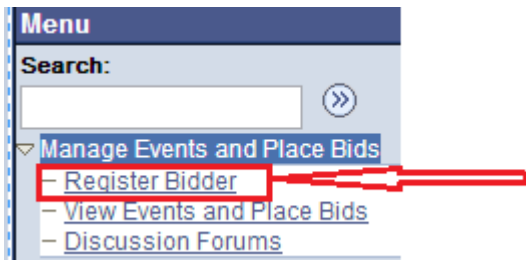 Menu
Search:
Manage Events and Place Bids
– Register Bidder
– View Events and Place Bids
– Discussion Forums